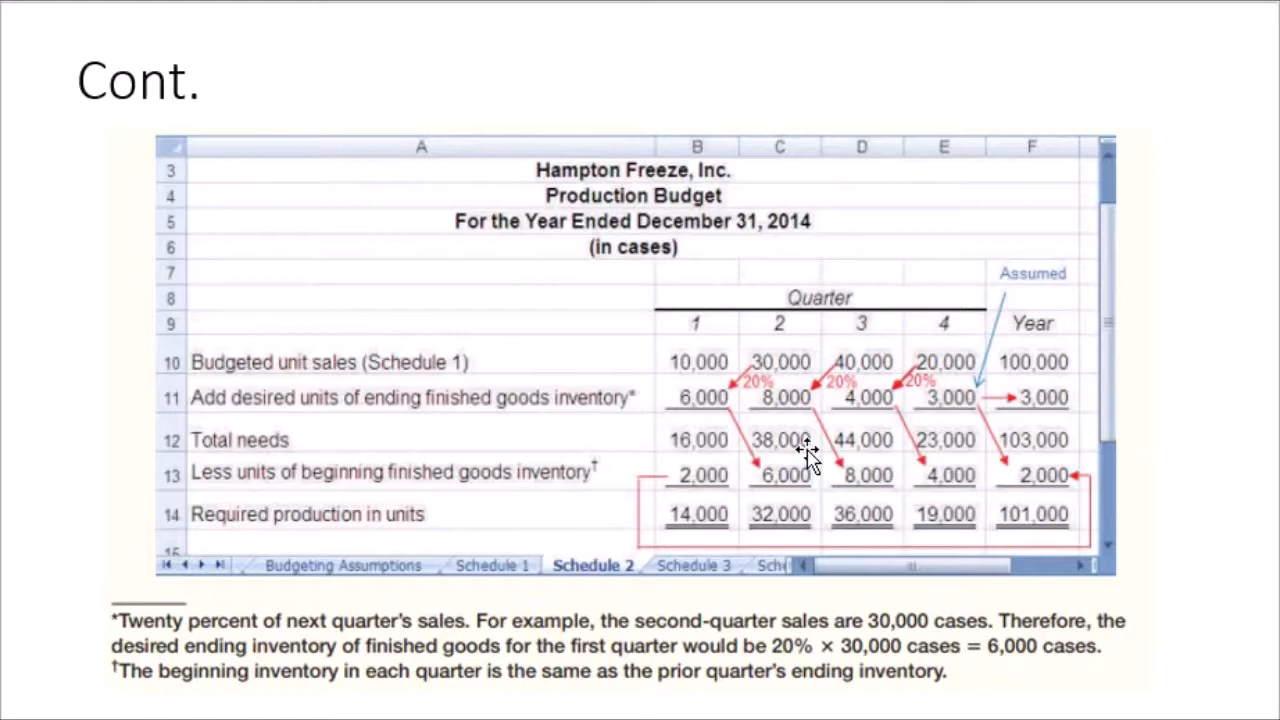 Cont.
A B C D E F
3 Hampton Freeze, Inc.
4 Production Budget
5 For the Year Ended December 31, 2014
6 (in cases)
7 Assumed
8 Quarter
9 1 2 3 4 Year
10 Budgeted unit sales (Schedule 1) 10,000 30,000 40,000 20,000 100,000
20% 20% 20%
11 Add desired units of ending finished goods inventory* 6,000 8,000 4,000 3,000 3,000
12 Total needs 16,000 38,000 44,000 23,000 103,000
13 Less units of beginning finished goods inventory† 2,000 6,000 8,000 4,000 2,000
14 Required production in units 14,000 32,000 36,000 19,000 101,000
15
Budgeting Assumptions Schedule 1 Schedule 2 Schedule 3 Sch
*Twenty percent of next quarter's sales. For example, the second-quarter sales are 30,000 cases. Therefore, the
desired ending inventory of finished goods for the first quarter would be 20% × 30,000 cases = 6,000 cases.
†The beginning inventory in each quarter is the same as the prior quarter's ending inventory.